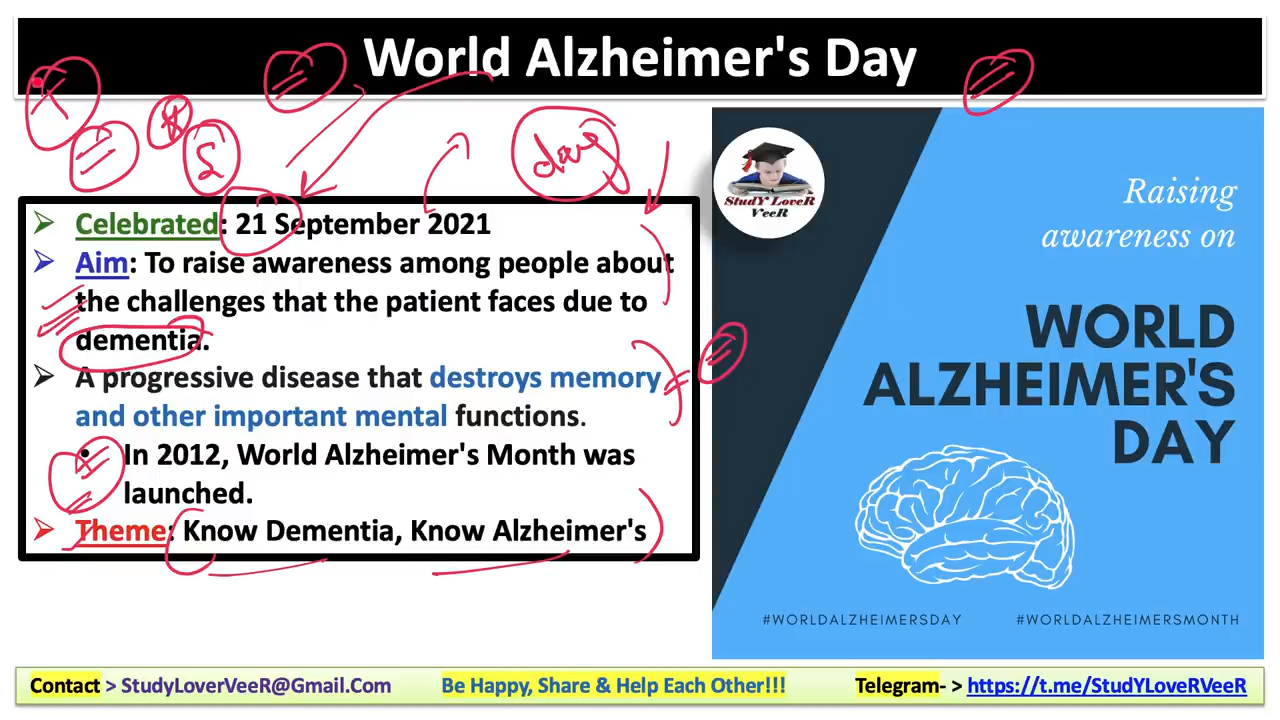 World Alzheimer's Day
day
Celebrated: 21 September 2021
Aim: To raise awareness among people about
the challenges that the patient faces due to
dementia.
A progressive disease that destroys memory
and other important mental functions.
In 2012, World Alzheimer's Month was
launched.
Theme: Know Dementia, Know Alzheimer's
StudY LoveR
VeeR
Raising
awareness on
WORLD
ALZHEIMER'S
DAY
#WORLDALZHEIMERSDAY #WORLDALZHEIMERSMONTH
Contact > StudyLoverVeeR@Gmail.Com Be Happy, Share & Help Each Other!!! Telegram- > https://t.me/StudYLoveRVeeR